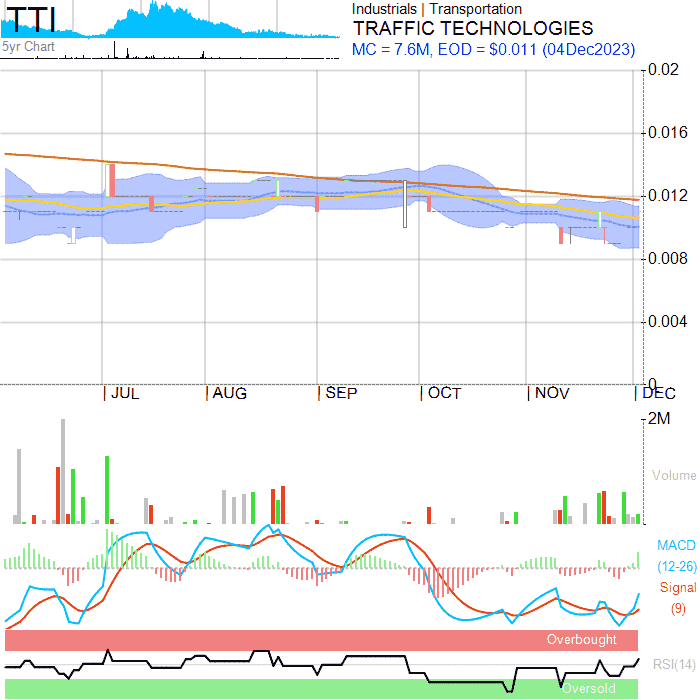 TTI
5yr Chart
Industrials | Transportation
TRAFFIC TECHNOLOGIES
MC = 7.6M, EOD = $0.011 (04Dec2023)
0.02
0.016
0.012
0.008
0.004
0
JUL AUG SEP OCT NOV DEC
2M
Volume
MACD
(12-26)
Signal
(9)
Overbought
RSI(14)
Oversold